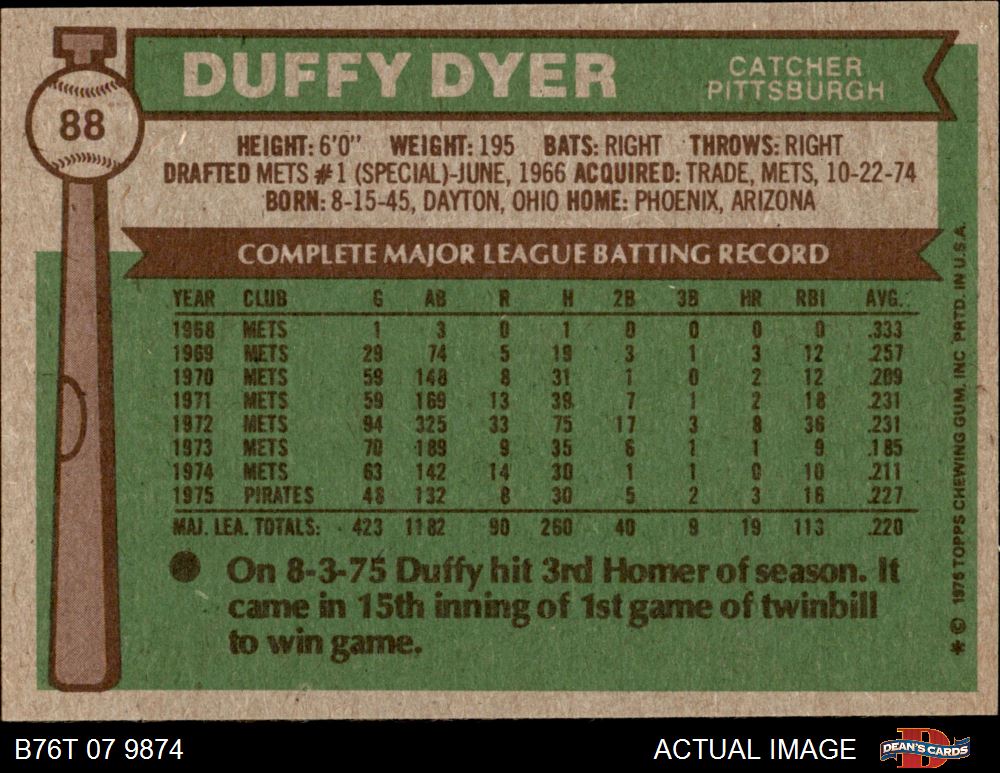 DUFFY DYER
CATCHER
PITTSBURGH
88
HEIGHT: 6'0" WEIGHT: 195 BATS: RIGHT THROWS: RIGHT
DRAFTED METS #1 (SPECIAL)-JUNE, 1966 ACQUIRED: TRADE, METS, 10-22-74
BORN: 8-15-45, DAYTON, OHIO HOME: PHOENIX, ARIZONA
COMPLETE MAJOR LEAGUE BATTING RECORD
YEAR CLUB G AB R H 2B 3B HR RBI AVG.
1968 METS 1 3 0 1 0 0 0 0 .333
1969 METS 29 74 5 19 3 1 3 12 .257
1970 METS 59 148 8 31 1 0 2 12 .209
1971 METS 59 169 13 39 7 1 2 18 .231
1972 METS 94 325 33 75 17 3 8 36 .231
1973 METS 70 189 9 35 6 1 1 9 .185
1974 METS 63 142 14 30 1 1 0 10 .211
1975 PIRATES 48 132 8 30 5 2 3 16 .227
MAJ. LEA. TOTALS: 423 1182 90 260 40 9 19 113 .220
On 8-3-75 Duffy hit 3rd Homer of season. It
came in 15th inning of 1st game of twinbill
to win game.
* © 1976 TOPPS CHEWING GUM, INC PRTD. IN U.S.A.
B76T 07 9874
ACTUAL IMAGE
DEAN'S CARDS